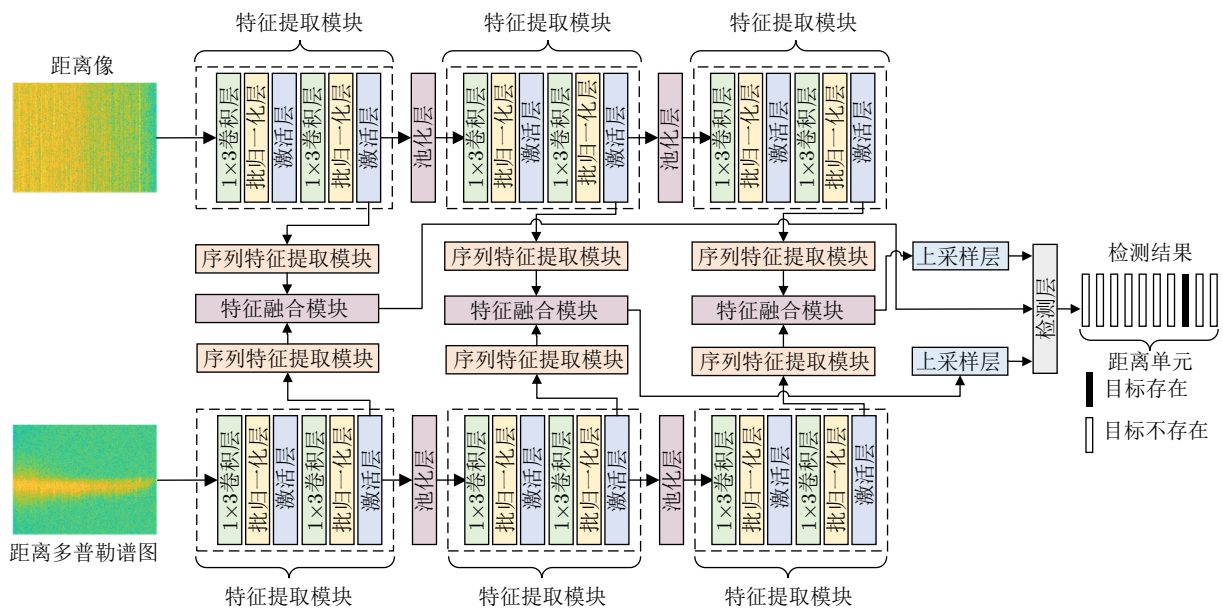 特征提取模块
特征提取模块
特征提取模块
距离像
1×3卷积层
批归一化层
激活层
1×3卷积层
批归一化层
激活层
池化层
1×3卷积层
批归一化层
激活层
1×3卷积层
批归一化层
激活层
池化层
1×3卷积层
批归一化层
激活层
1×3卷积层
批归一化层
激活层
序列特征提取模块
序列特征提取模块
序列特征提取模块
上采样层
特征融合模块
特征融合模块
特征融合模块
检测层
检测结果
序列特征提取模块
序列特征提取模块
序列特征提取模块
上采样层
距离单元
目标存在
目标不存在
1×3卷积层
批归一化层
激活层
1×3卷积层
批归一化层
激活层
池化层
1×3卷积层
批归一化层
激活层
1×3卷积层
批归一化层
激活层
池化层
1×3卷积层
批归一化层
激活层
1×3卷积层
批归一化层
激活层
距离多普勒谱图
特征提取模块
特征提取模块
特征提取模块